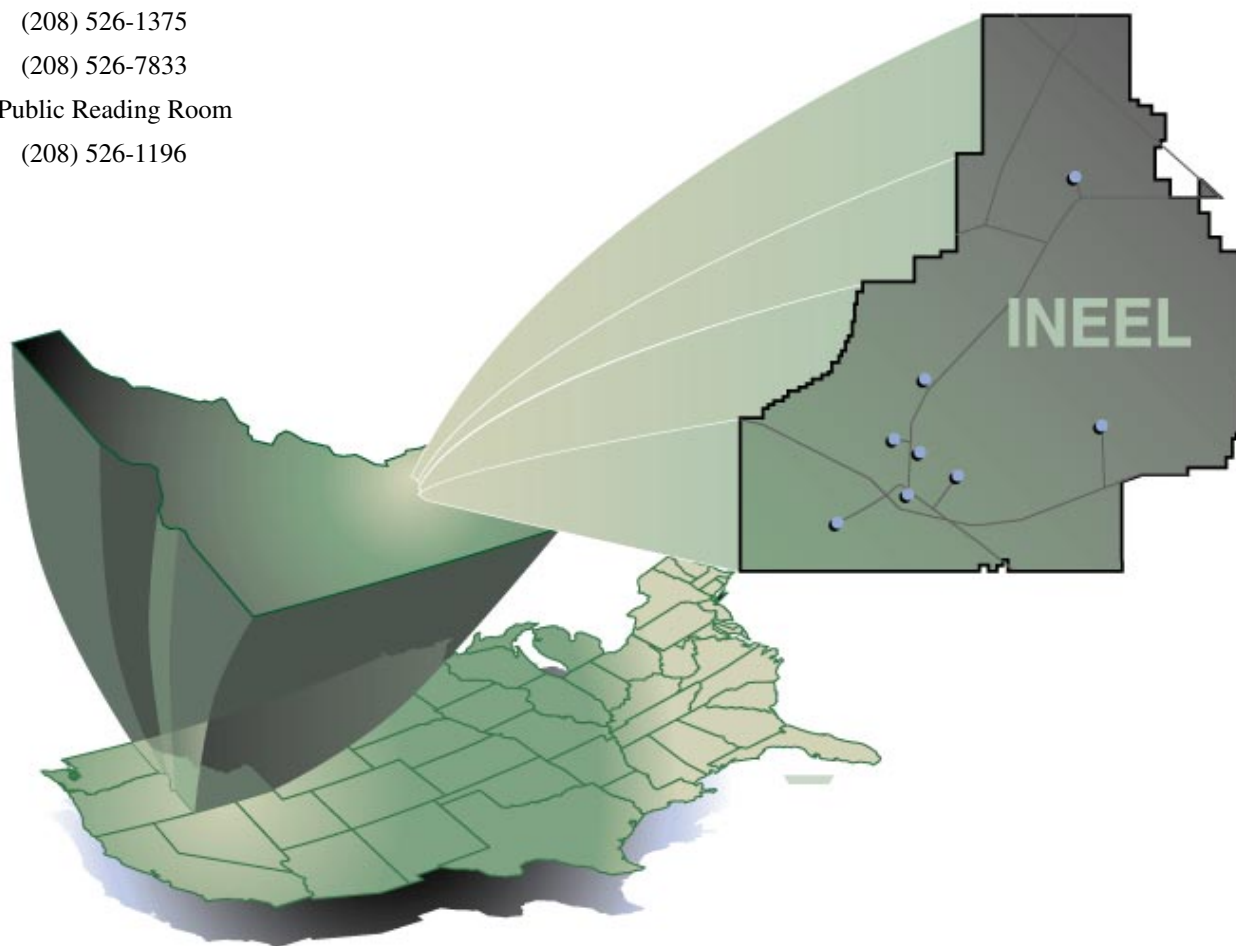 (208) 526-1375
(208) 526-7833
Public Reading Room
(208) 526-1196
INEEL